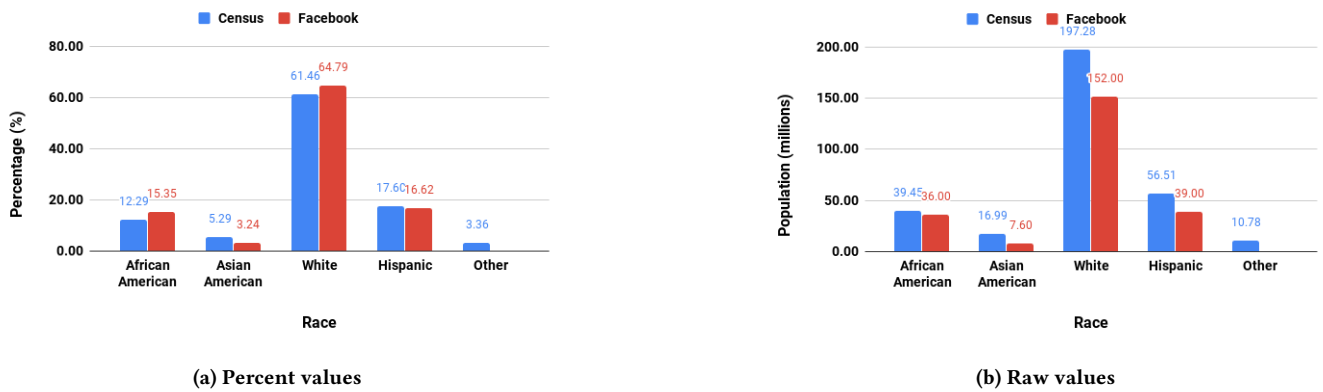 Census Facebook
80.00
60.00
40.00
20.00
0.00
Percentage (%)
12.29 15.35
5.29 3.24
61.46 64.79
17.60 16.62
3.36
African American
Asian American
White
Hispanic
Other
Race
(a) Percent values
Census Facebook
200.00
150.00
100.00
50.00
0.00
Population (millions)
39.45 36.00
16.99 7.60
197.28 152.00
56.51 39.00
10.78
African American
Asian American
White
Hispanic
Other
Race
(b) Raw values